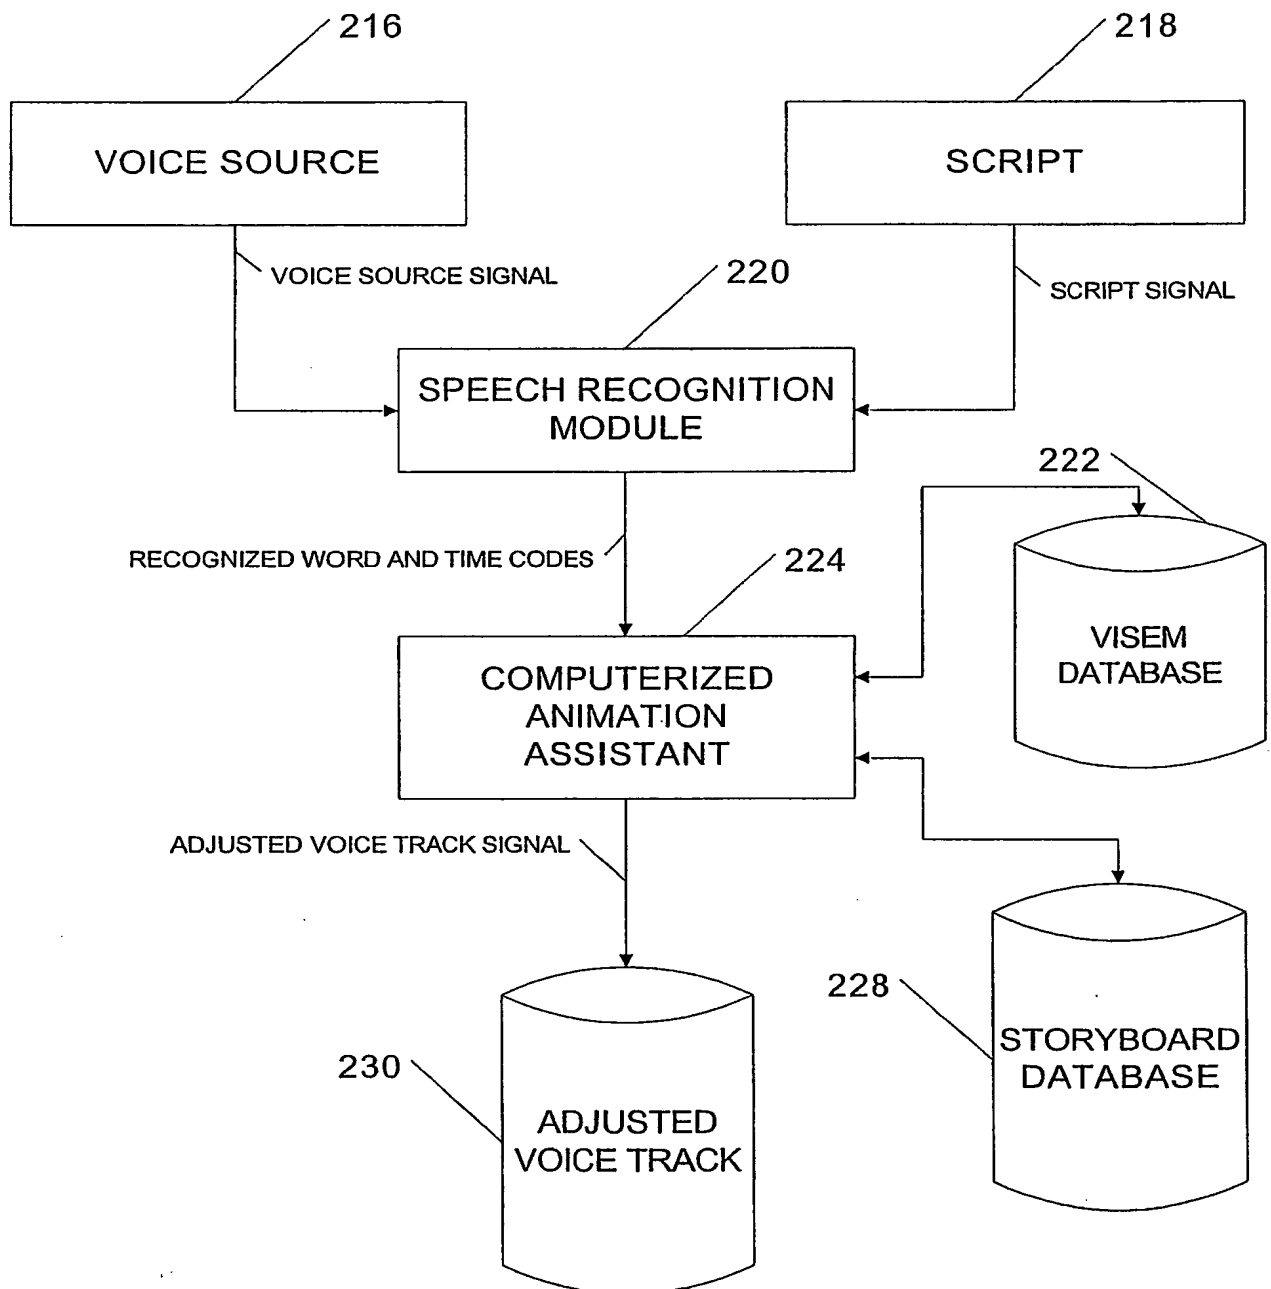 216
218
VOICE SOURCE
SCRIPT
VOICE SOURCE SIGNAL
220
SCRIPT SIGNAL
SPEECH RECOGNITION
MODULE
222
RECOGNIZED WORD AND TIME CODES
224
VISEM
DATABASE
COMPUTERIZED
ANIMATION
ASSISTANT
ADJUSTED VOICE TRACK SIGNAL
228
STORYBOARD
DATABASE
230
ADJUSTED
VOICE TRACK